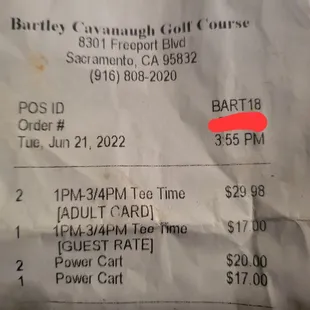 Bartley Cavanaugh Golf Course
8301 Freeport Blvd
Sacramento, CA 95832
(916) 808-2020
POS ID BART18
Order #
Tue, Jun 21, 2022 3:55 PM
2 1PM-3/4PM Tee Time $29.98
[ADULT CARD]
1 1PM-3/4PM Tee Time $17.00
[GUEST RATE]
2 Power Cart $20.00
1 Power Cart $17.00